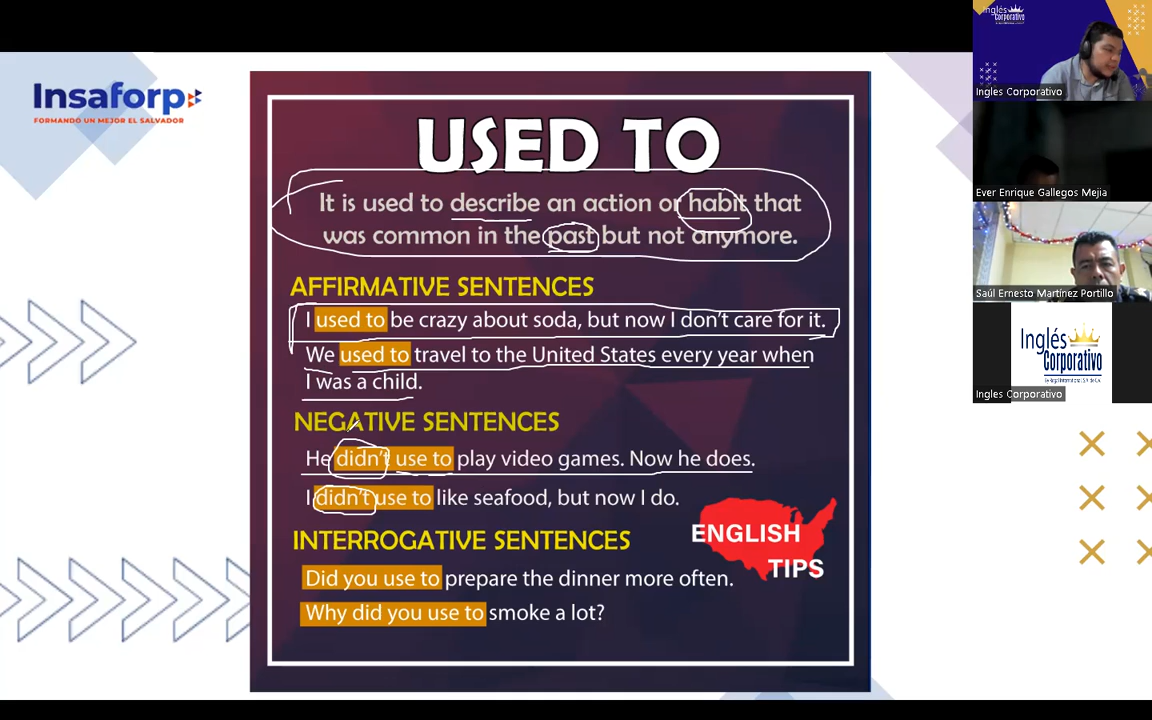 Insaforp
FORMANDO UN MEJOR EL SALVADOR
USED TO
It is used to describe an action or habit that
was common in the past but not anymore.
AFFIRMATIVE SENTENCES
I used to be crazy about soda, but now I don't care for it.
We used to travel to the United States every year when
I was a child.
NEGATIVE SENTENCES
He didn't use to play video games. Now he does.
I didn't use to like seafood, but now I do.
INTERROGATIVE SENTENCES
Did you use to prepare the dinner more often.
Why did you use to smoke a lot?
ENGLISH
TIPS
Inglés
Corporativo
Ingles Corporativo
Ever Enrique Gallegos Mejia
Saúl Ernesto Martínez Portillo
Inglés
Corporativo
Ingles Corporativo